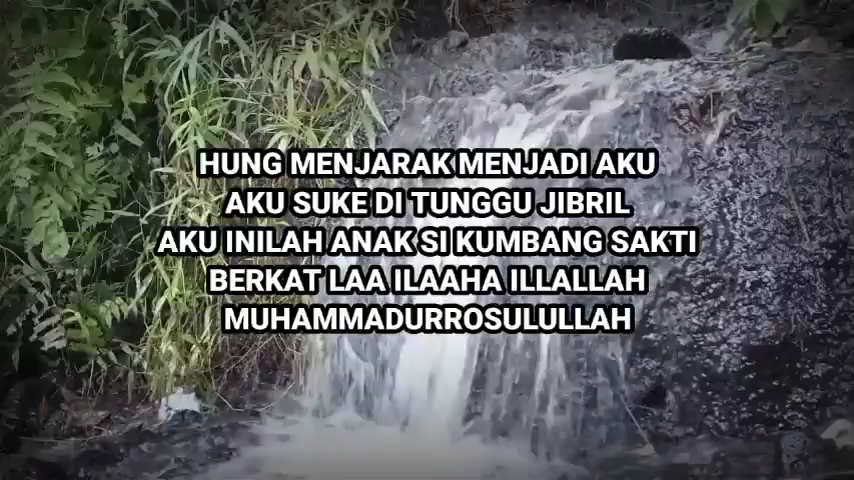 HUNG MENJARAK MENJADI AKU
AKU SUKE DI TUNGGU JIBRIL
AKU INILAH ANAK SI KUMBANG SAKTI
BERKAT LAA ILAAHA ILLALLAH
MUHAMMADURROSULULLAH